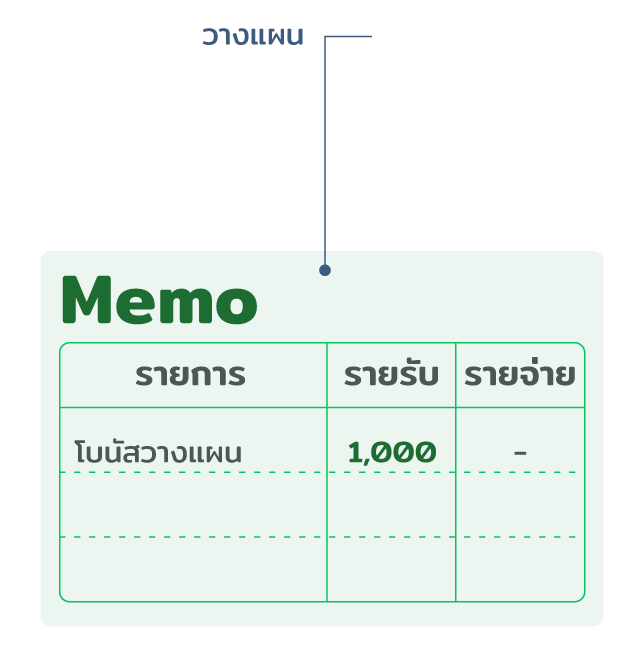 วางแผน
Memo
รายการ รายรับ รายจ่าย
โบนัสวางแผน 1,000 -